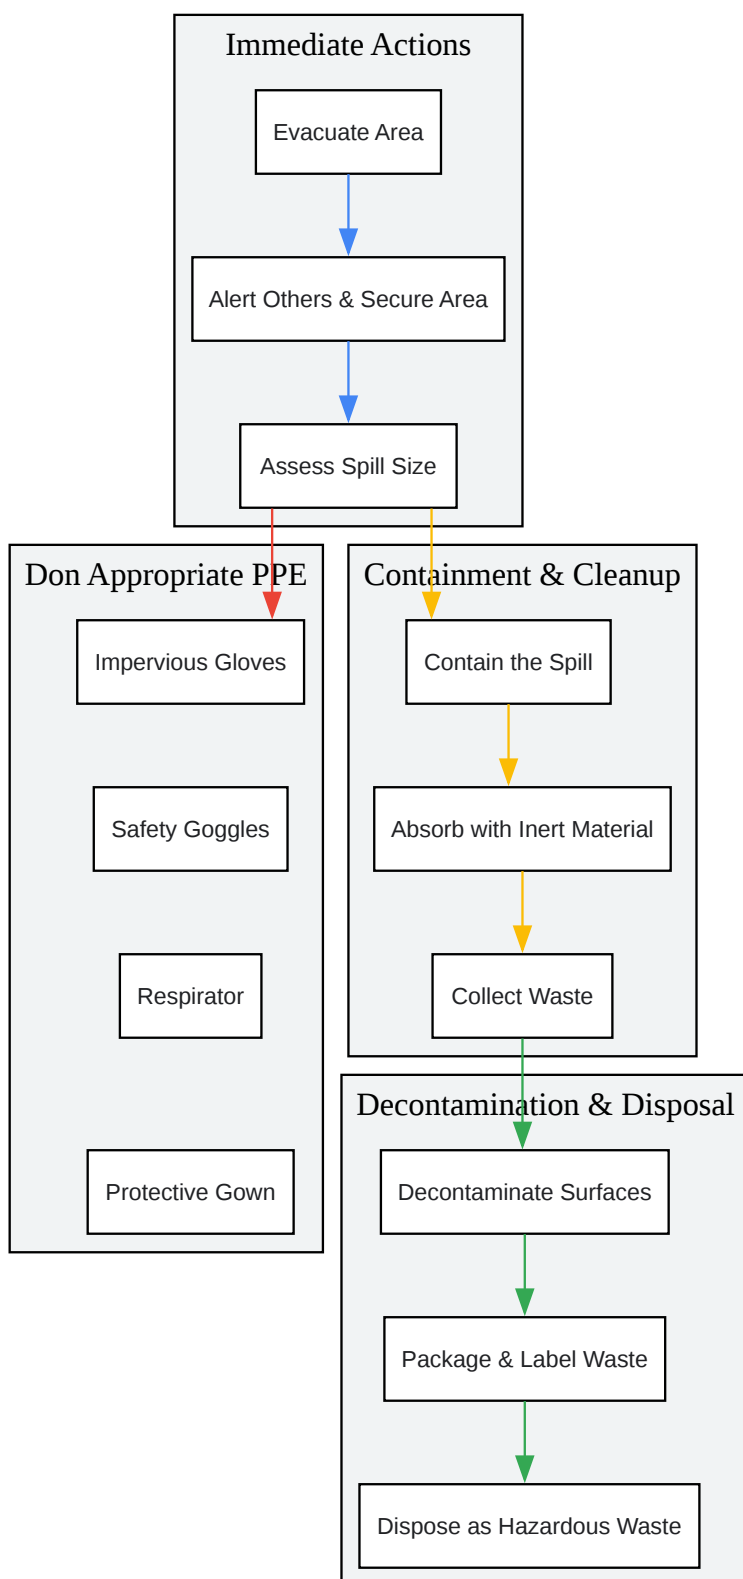 Immediate Actions
Evacuate Area
Alert Others & Secure Area
Assess Spill Size
Don Appropriate PPE
Impervious Gloves
Safety Goggles
Respirator
Protective Gown
Containment & Cleanup
Contain the Spill
Absorb with Inert Material
Collect Waste
Decontamination & Disposal
Decontaminate Surfaces
Package & Label Waste
Dispose as Hazardous Waste